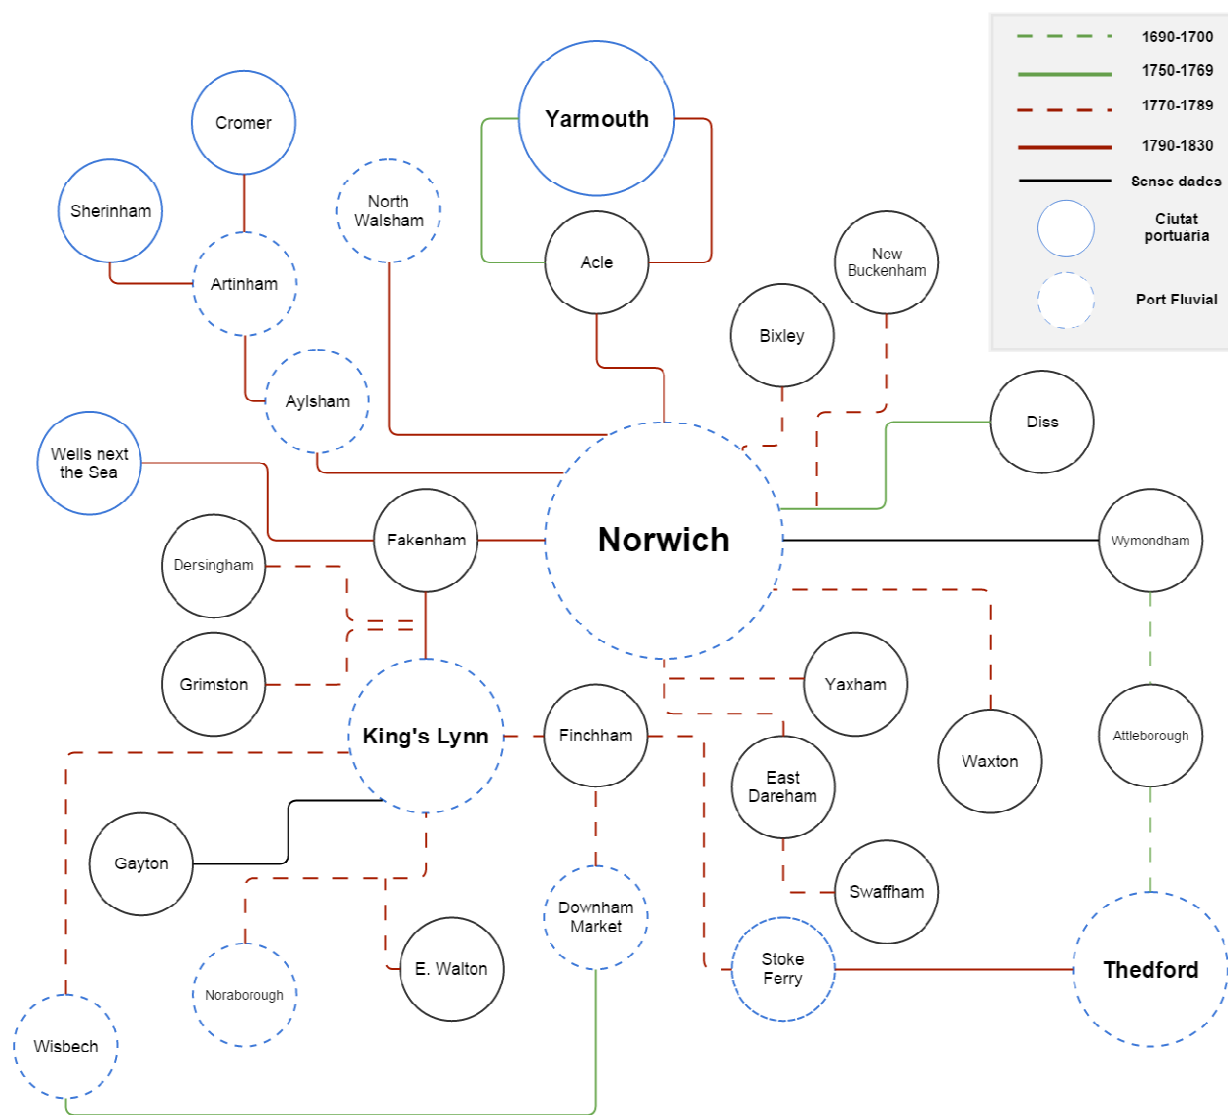 1690-1700
1750-1769
1770-1789
1790-1830
Sense dades
Ciutat
portuaria
Port Fluvial
Yarmouth
Cromer
Sherinham
North
Walsham
Artinham
Acle
New
Buckenham
Bixley
Aylsham
Diss
Wells next
the Sea
Fakenham
Norwich
Wymondham
Dersingham
Grimston
Yaxham
King's Lynn
Finchham
Attleborough
Waxton
East
Dareham
Gayton
Swaffham
Downham
Market
E. Walton
Stoke
Ferry
Thedford
Noraborough
Wisbech